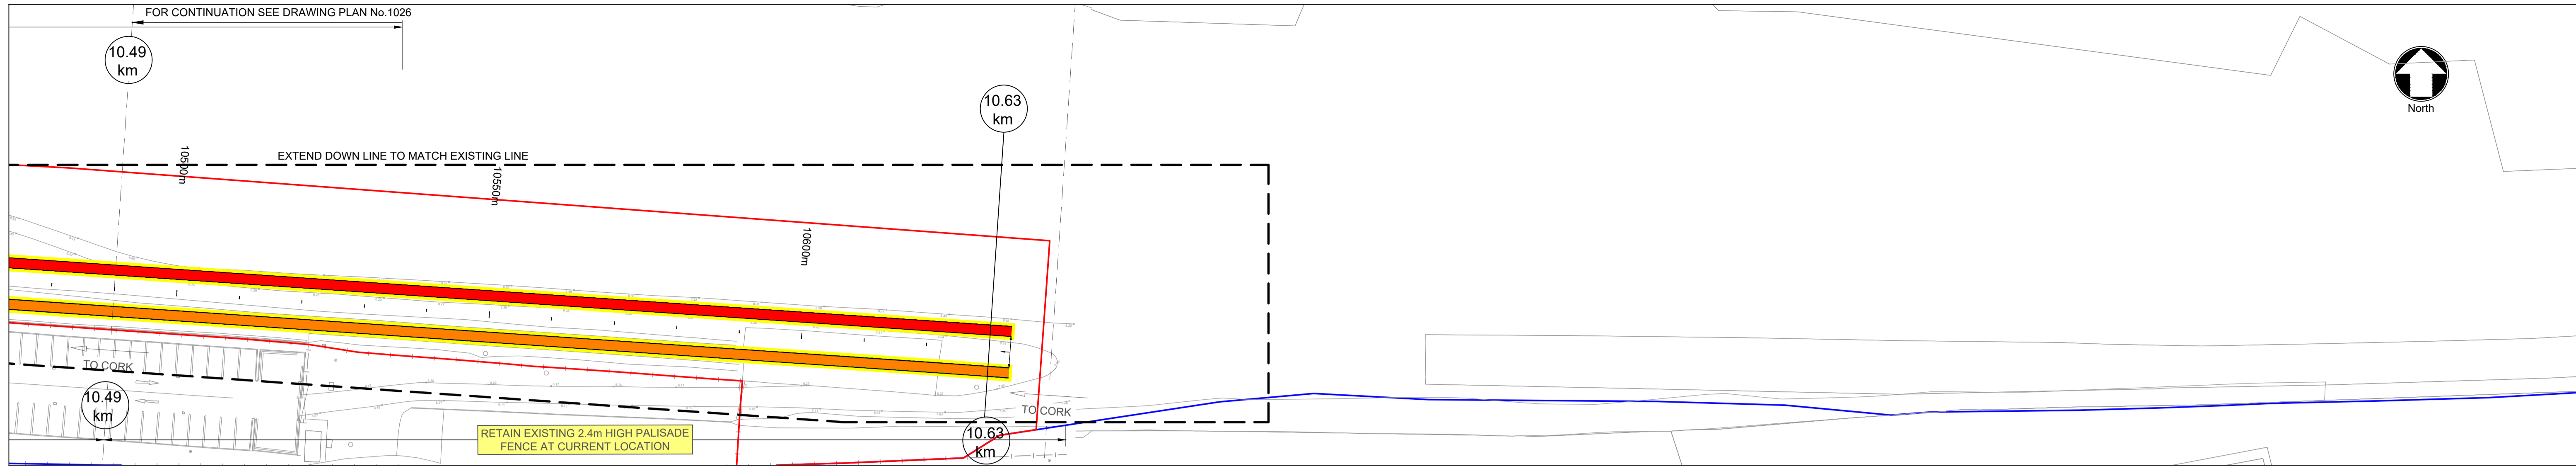 FOR CONTINUATION SEE DRAWING PLAN No.1026
10.49
km
10.63
km
North
EXTEND DOWN LINE TO MATCH EXISTING LINE
10500m
10550m
10600m
TO CORK
10.49
km
TO CORK
RETAIN EXISTING 2.4m HIGH PALISADE
FENCE AT CURRENT LOCATION
10.63
km